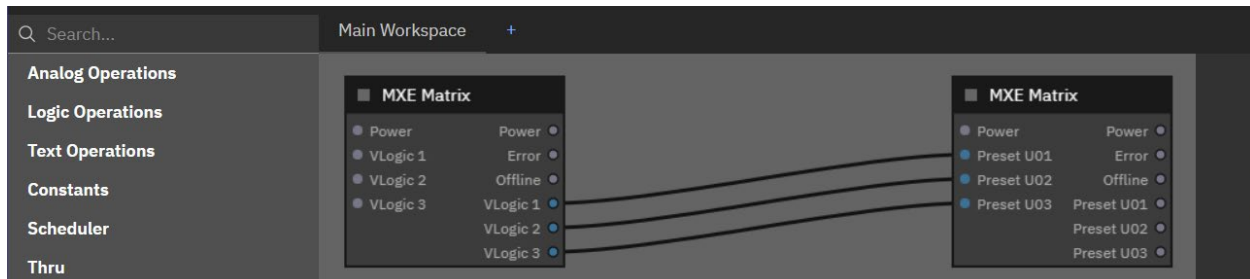 Search...
Main Workspace +
Analog Operations
Logic Operations
Text Operations
Constants
Scheduler
Thru
MXE Matrix
Power Power
VLogic 1 Error
VLogic 2 Offline
VLogic 3 VLogic 1
VLogic 2
VLogic 3
MXE Matrix
Power Power
Preset U01 Error
Preset U02 Offline
Preset U03 Preset U01
Preset U02
Preset U03